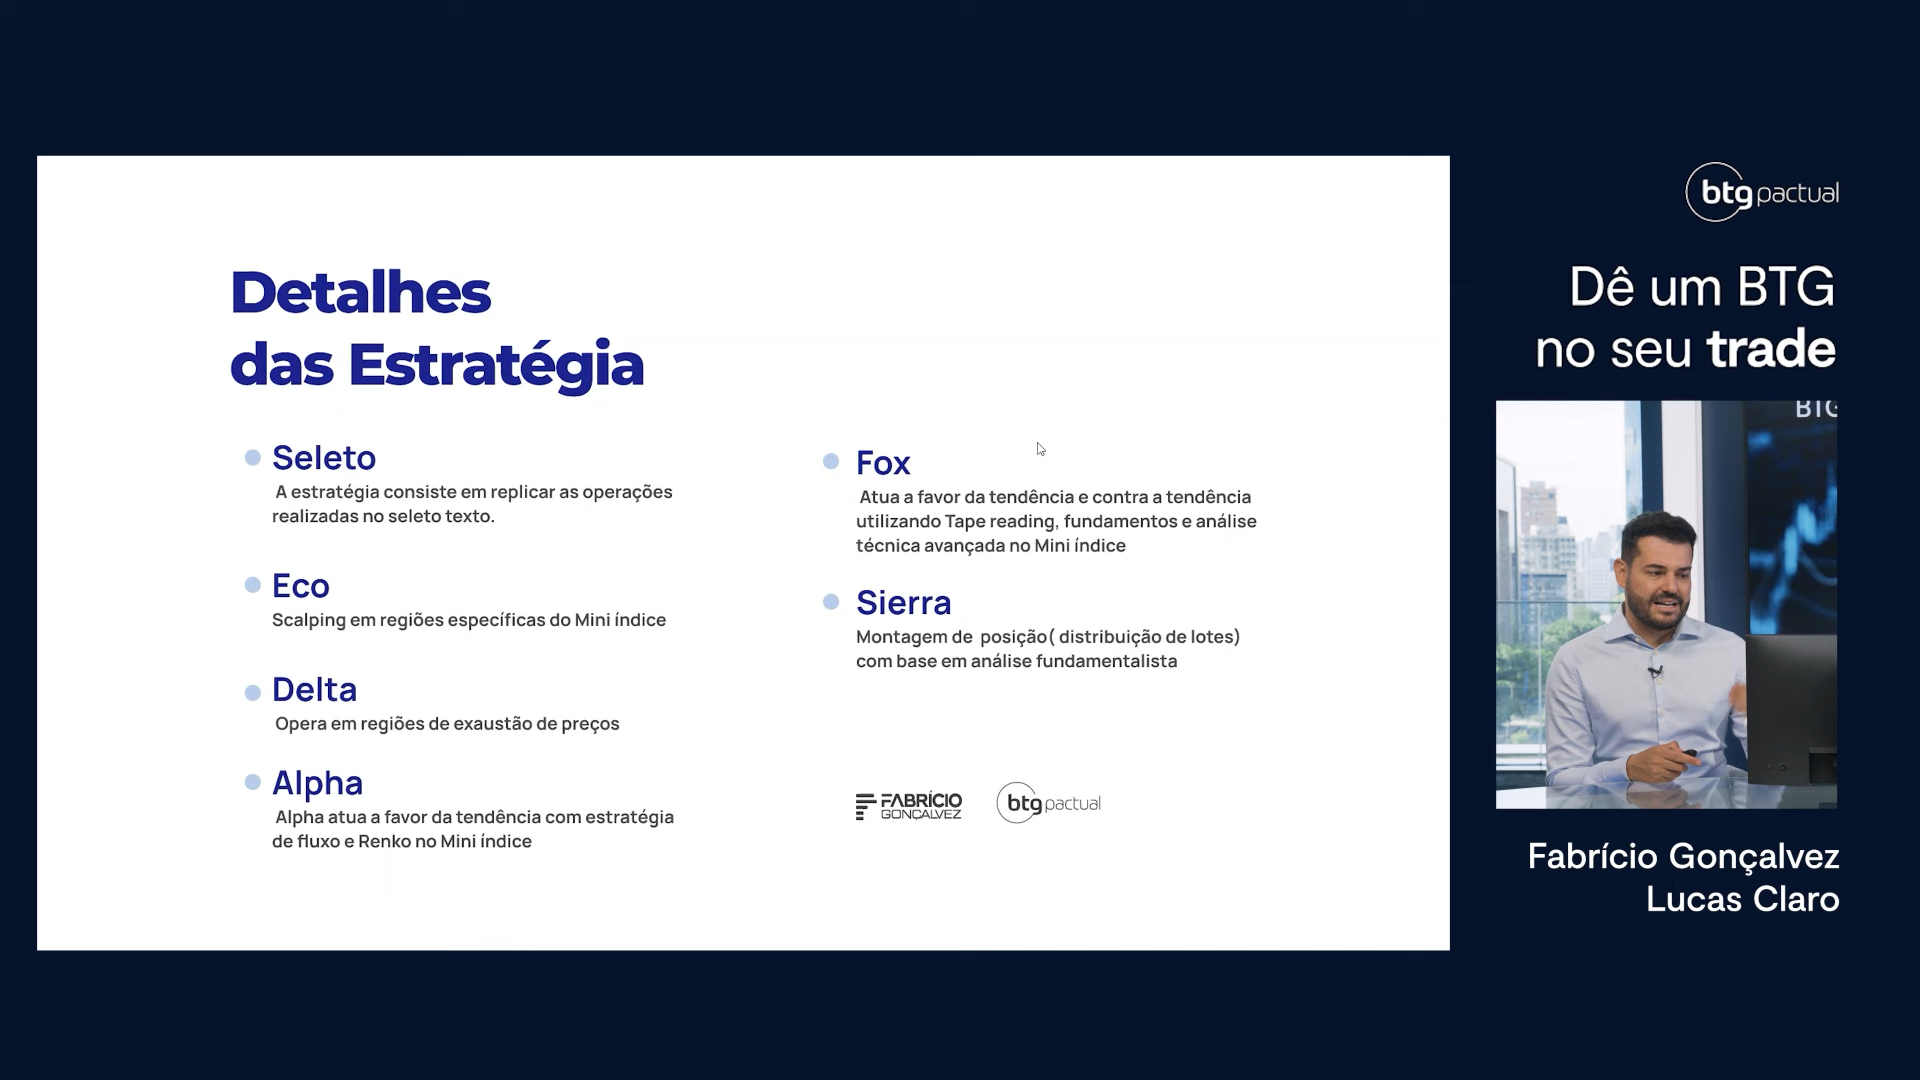 Detalhes
das Estratégia
Seleto
A estratégia consiste em replicar as operações
realizadas no seleto texto.
Eco
Scalping em regiões específicas do Mini índice
Delta
Opera em regiões de exaustão de preços
Alpha
Alpha atua a favor da tendência com estratégia
de fluxo e Renko no Mini índice
Fox
Atua a favor da tendência e contra a tendência
utilizando Tape reading, fundamentos e análise
técnica avançada no Mini índice
Sierra
Montagem de posição( distribuição de lotes)
com base em análise fundamentalista
FABRÍCIO
GONÇALVEZ
btg pactual
btg pactual
Dê um BTG
no seu trade
BTG
Fabrício Gonçalvez
Lucas Claro